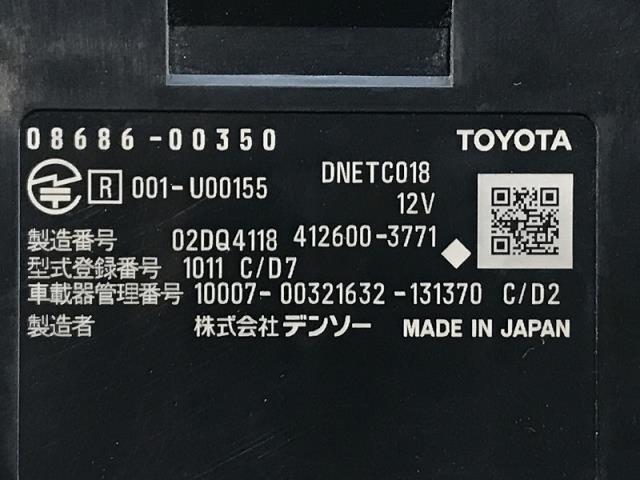 08686-00350 TOYOTA
R 001-U00155 DNETC018
12V
製造番号 02DQ4118 412600-3771
型式登録番号 1011 C/D7
車載器管理番号 10007-00321632-131370 C/D2
製造者 株式会社デンソー MADE IN JAPAN